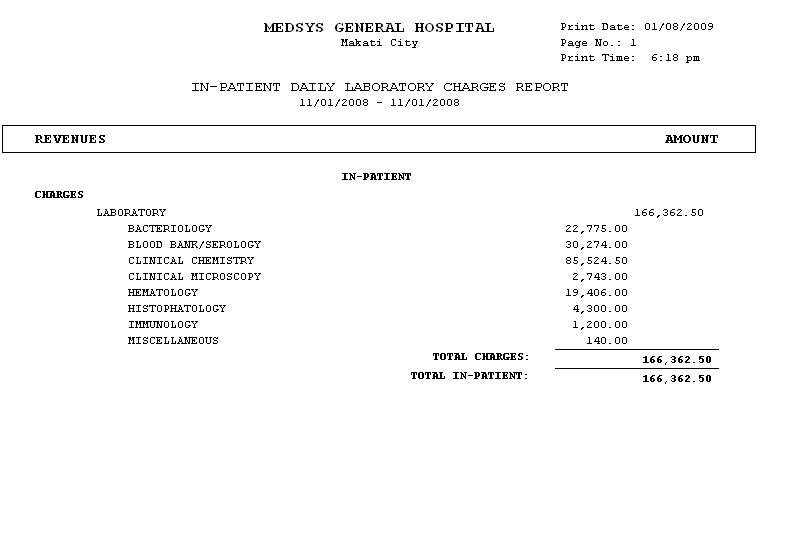 MEDSYS GENERAL HOSPITAL
Makati City
Print Date: 01/08/2009
Page No.: 1
Print Time: 6:18 pm
IN-PATIENT DAILY LABORATORY CHARGES REPORT
11/01/2008 - 11/01/2008
REVENUES AMOUNT
IN-PATIENT
CHARGES
LABORATORY 166,362.50
BACTERIOLOGY 22,775.00
BLOOD BANK/SEROLOGY 30,274.00
CLINICAL CHEMISTRY 85,524.50
CLINICAL MICROSCOPY 2,743.00
HEMATOLOGY 19,406.00
HISTOPHATOLOGY 4,300.00
IMMUNOLOGY 1,200.00
MISCELLANEOUS 140.00
TOTAL CHARGES: 166,362.50
TOTAL IN-PATIENT: 166,362.50